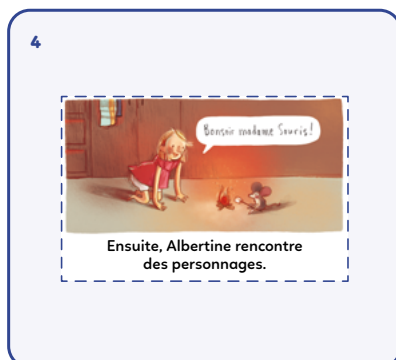 4
Bonsoir madame Souris!
Ensuite, Albertine rencontre
des personnages.